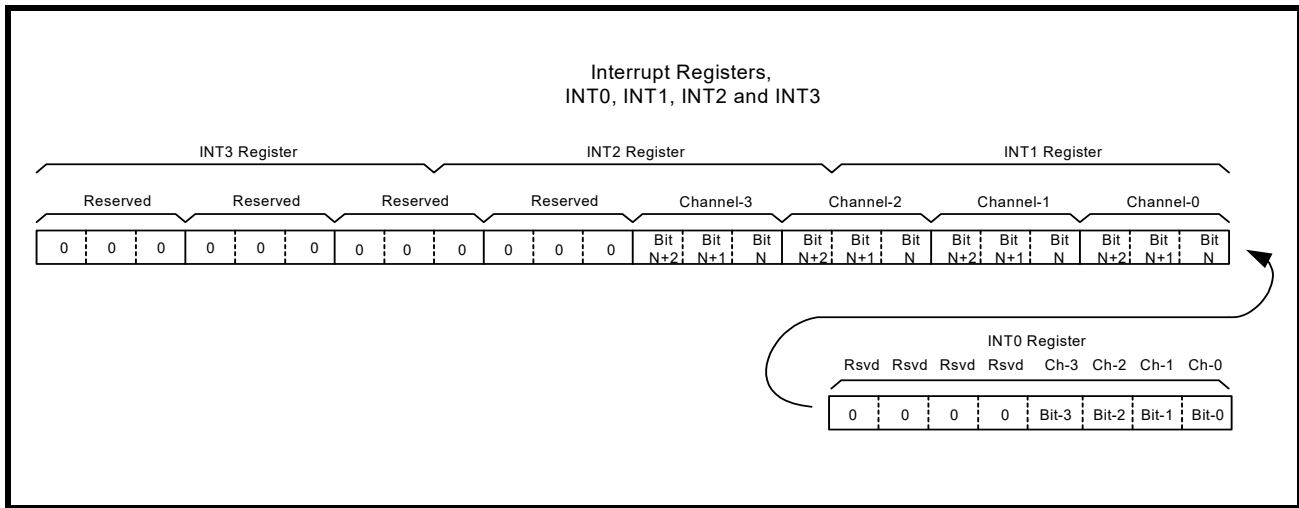 Interrupt Registers,
INT0, INT1, INT2 and INT3
INT3 Register INT2 Register INT1 Register
Reserved Reserved Reserved Reserved Channel-3 Channel-2 Channel-1 Channel-0
0 0 0 0 0 0 0 0 0 0 0 0 Bit N+2 Bit N+1 Bit N Bit N+2 Bit N+1 Bit N Bit N+2 Bit N+1 Bit N Bit N+2 Bit N+1 Bit N
INT0 Register
Rsvd Rsvd Rsvd Rsvd Ch-3 Ch-2 Ch-1 Ch-0
0 0 0 0 Bit-3 Bit-2 Bit-1 Bit-0